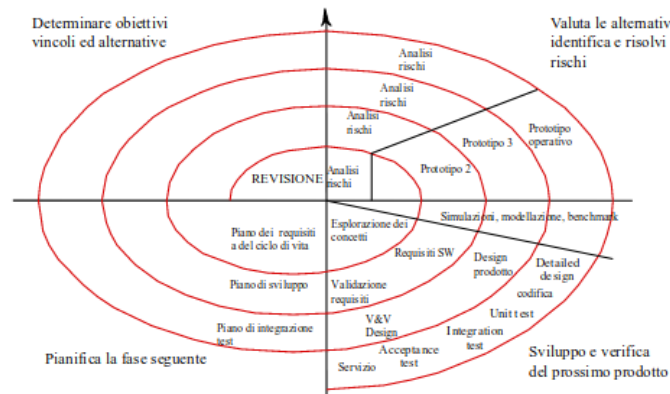 Determinare obiettivi
vincoli ed alternative
Valuta le alternativ
identifica e risolvi
rischi
Analisi
rischi
Analisi
rischi
Analisi
rischi
Prototipo
operativo
Prototipo 3
Prototipo 2
Analisi
rischi
REVISIONE
Simulazioni, modellazione, benchmark
Piano dei requisiti
a del ciclo di vita
Esplorazione dei
concetti
Requisiti SW
Design
prodotto
Detailed
design
Piano di sviluppo
Validazione
requisiti
codifica
Piano di integrazione
test
V&V
Design
Unit test
Integration
test
Acceptance
test
Servizio
Pianifica la fase seguente
Sviluppo e verifica
del prossimo prodotto